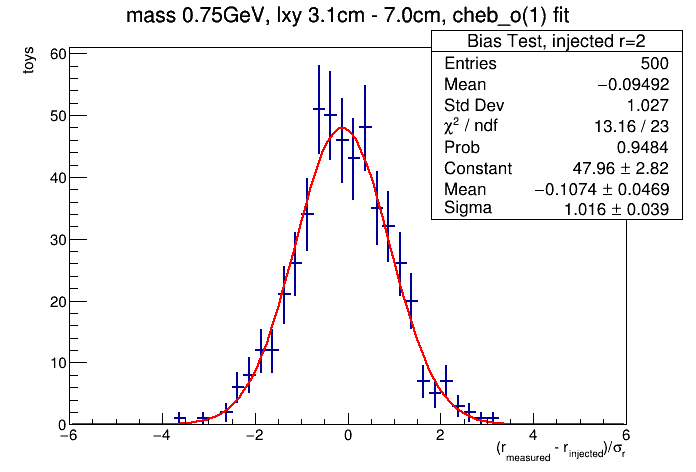 mass 0.75GeV, lxy 3.1cm - 7.0cm, cheb_o(1) fit
toys
Bias Test, injected r=2
Entries 500
Mean −0.09492
Std Dev 1.027
χ² / ndf 13.16 / 23
Prob 0.9484
Constant 47.96 ± 2.82
Mean −0.1074 ± 0.0469
Sigma 1.016 ± 0.039
60
50
40
30
20
10
0
−6 −4 −2 0 2 4 6
(r_measured - r_injected)/σ_r